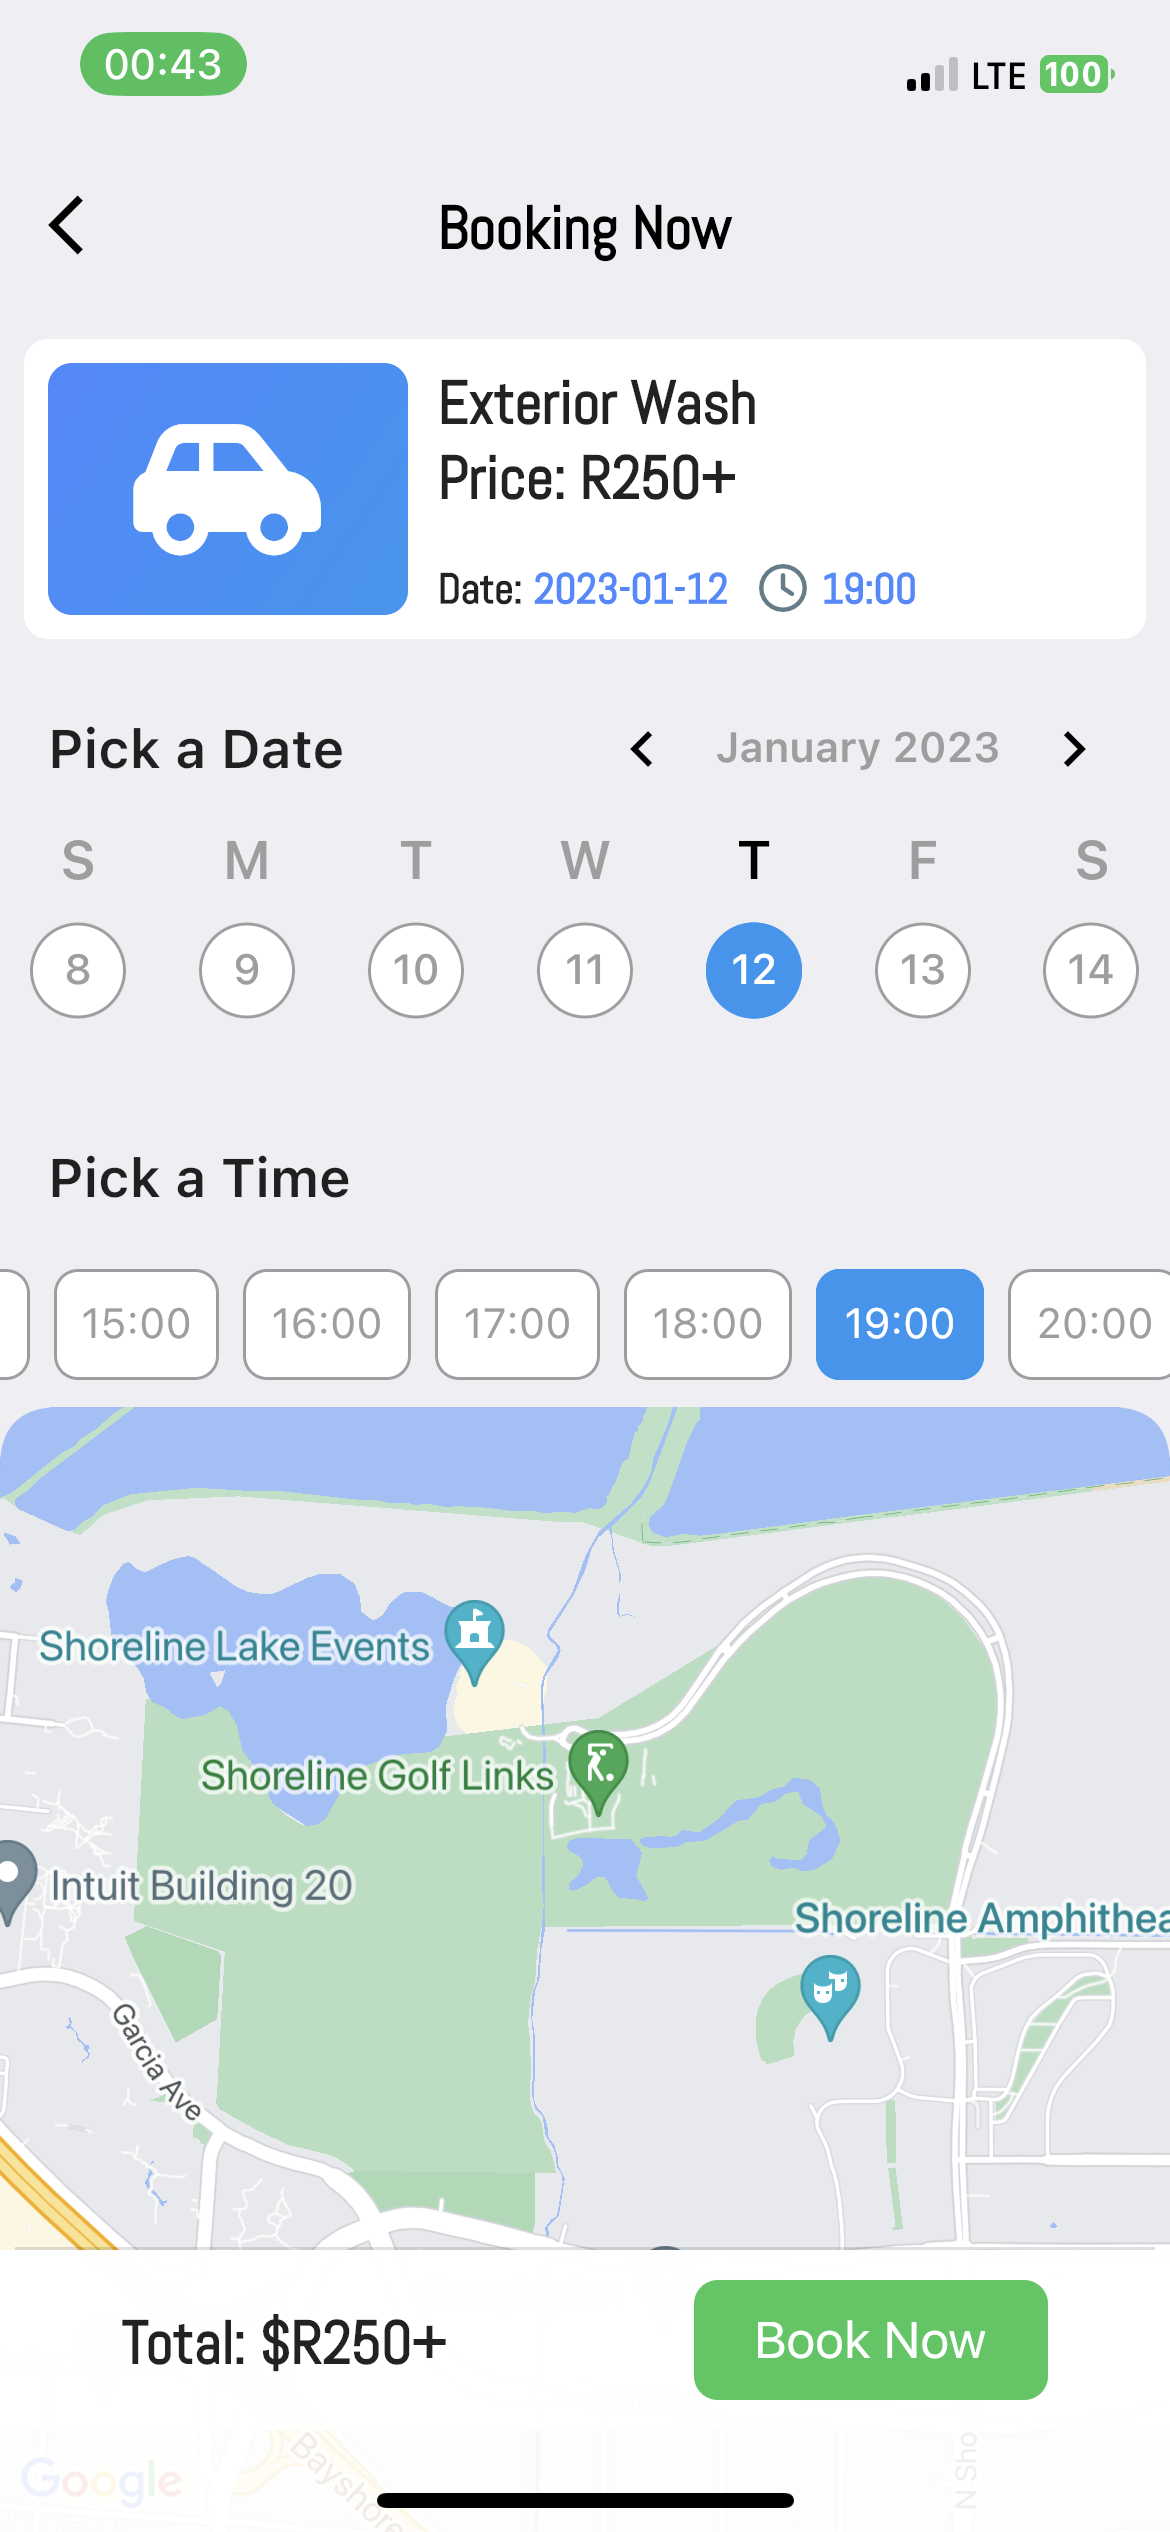 00:43
LTE 100
Booking Now
Exterior Wash
Price: R250+
Date: 2023-01-12 19:00
Pick a Date
January 2023
S M T W T F S
8 9 10 11 12 13 14
Pick a Time
15:00 16:00 17:00 18:00 19:00 20:00
Shoreline Lake Events
Shoreline Golf Links
Intuit Building 20
Shoreline Amphithea
Garcia Ave
Total: $R250+
Book Now
Google
Bayshore
N Sho